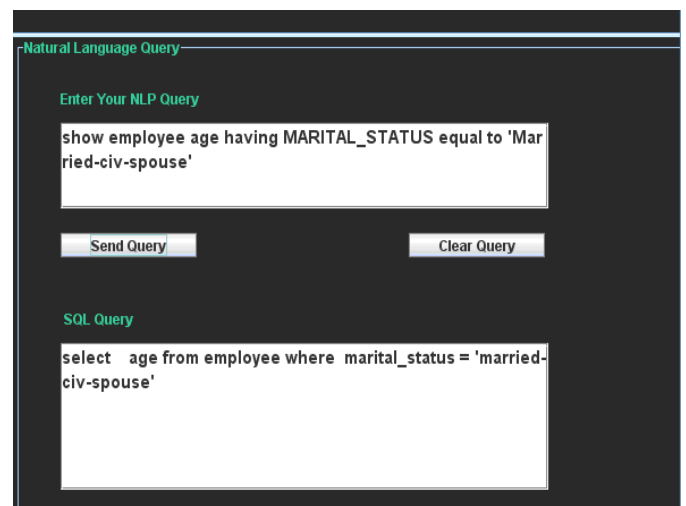 Natural Language Query
Enter Your NLP Query
show employee age having MARITAL_STATUS equal to 'Mar
ried-civ-spouse'
Send Query Clear Query
SQL Query
select age from employee where marital_status = 'married-
civ-spouse'